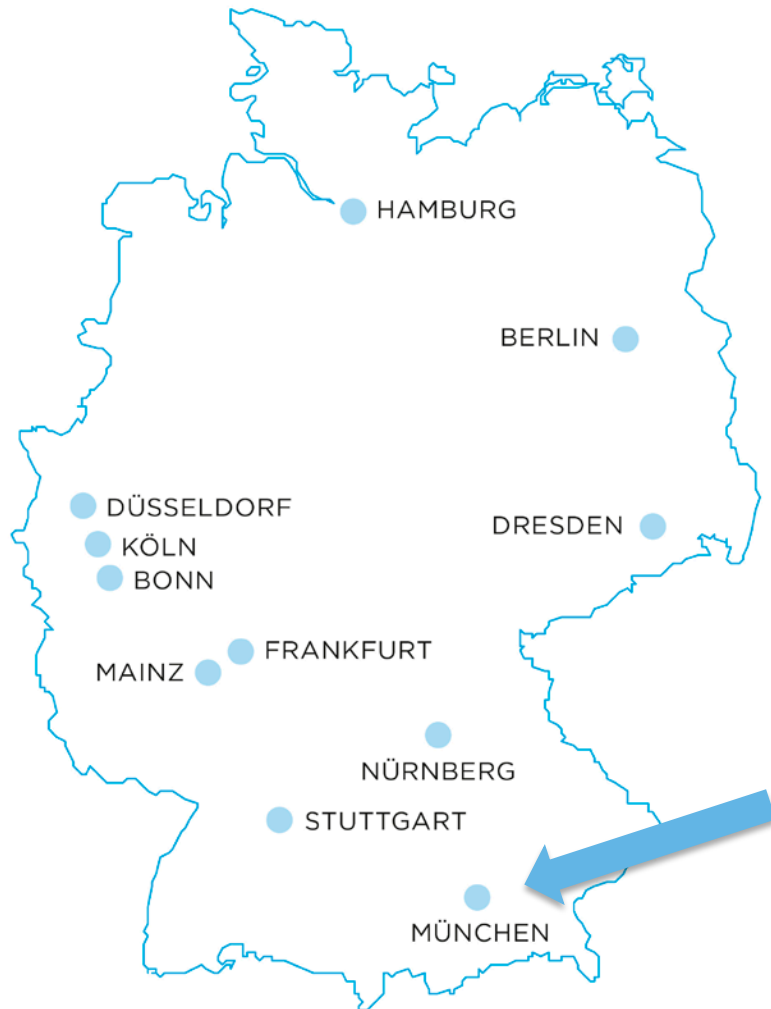 HAMBURG
BERLIN
DÜSSELDORF
DRESDEN
KÖLN
BONN
FRANKFURT
MAINZ
NÜRNBERG
STUTTGART
MÜNCHEN